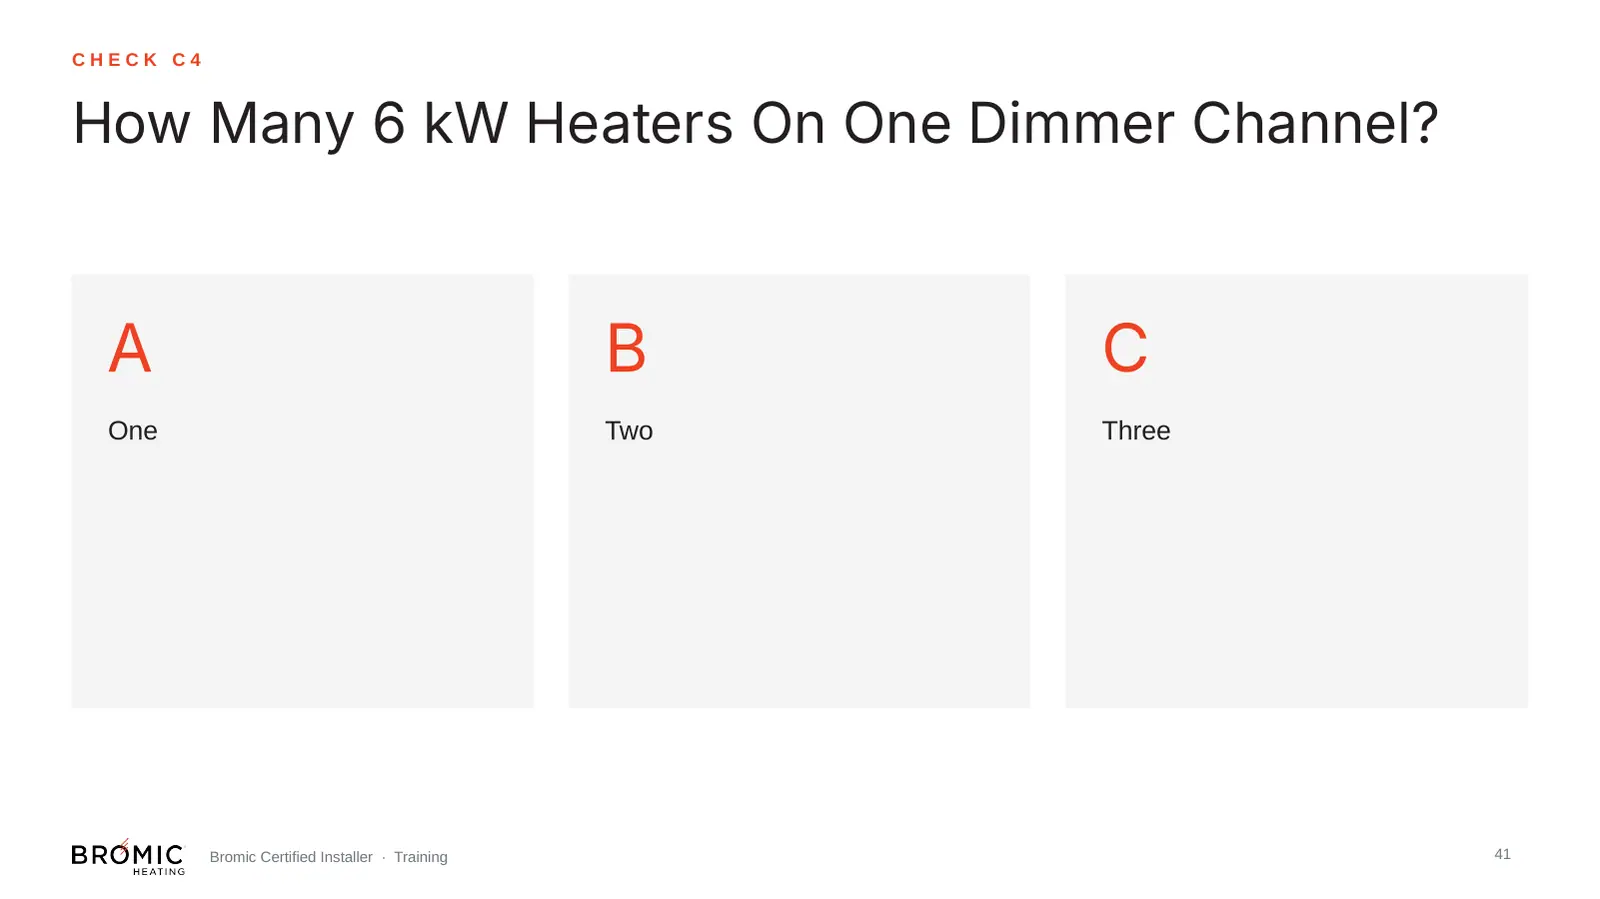 CHECK C4
How Many 6 kW Heaters On One Dimmer Channel?
A
One
B
Two
C
Three
BROMIC
HEATING
Bromic Certified Installer · Training
41